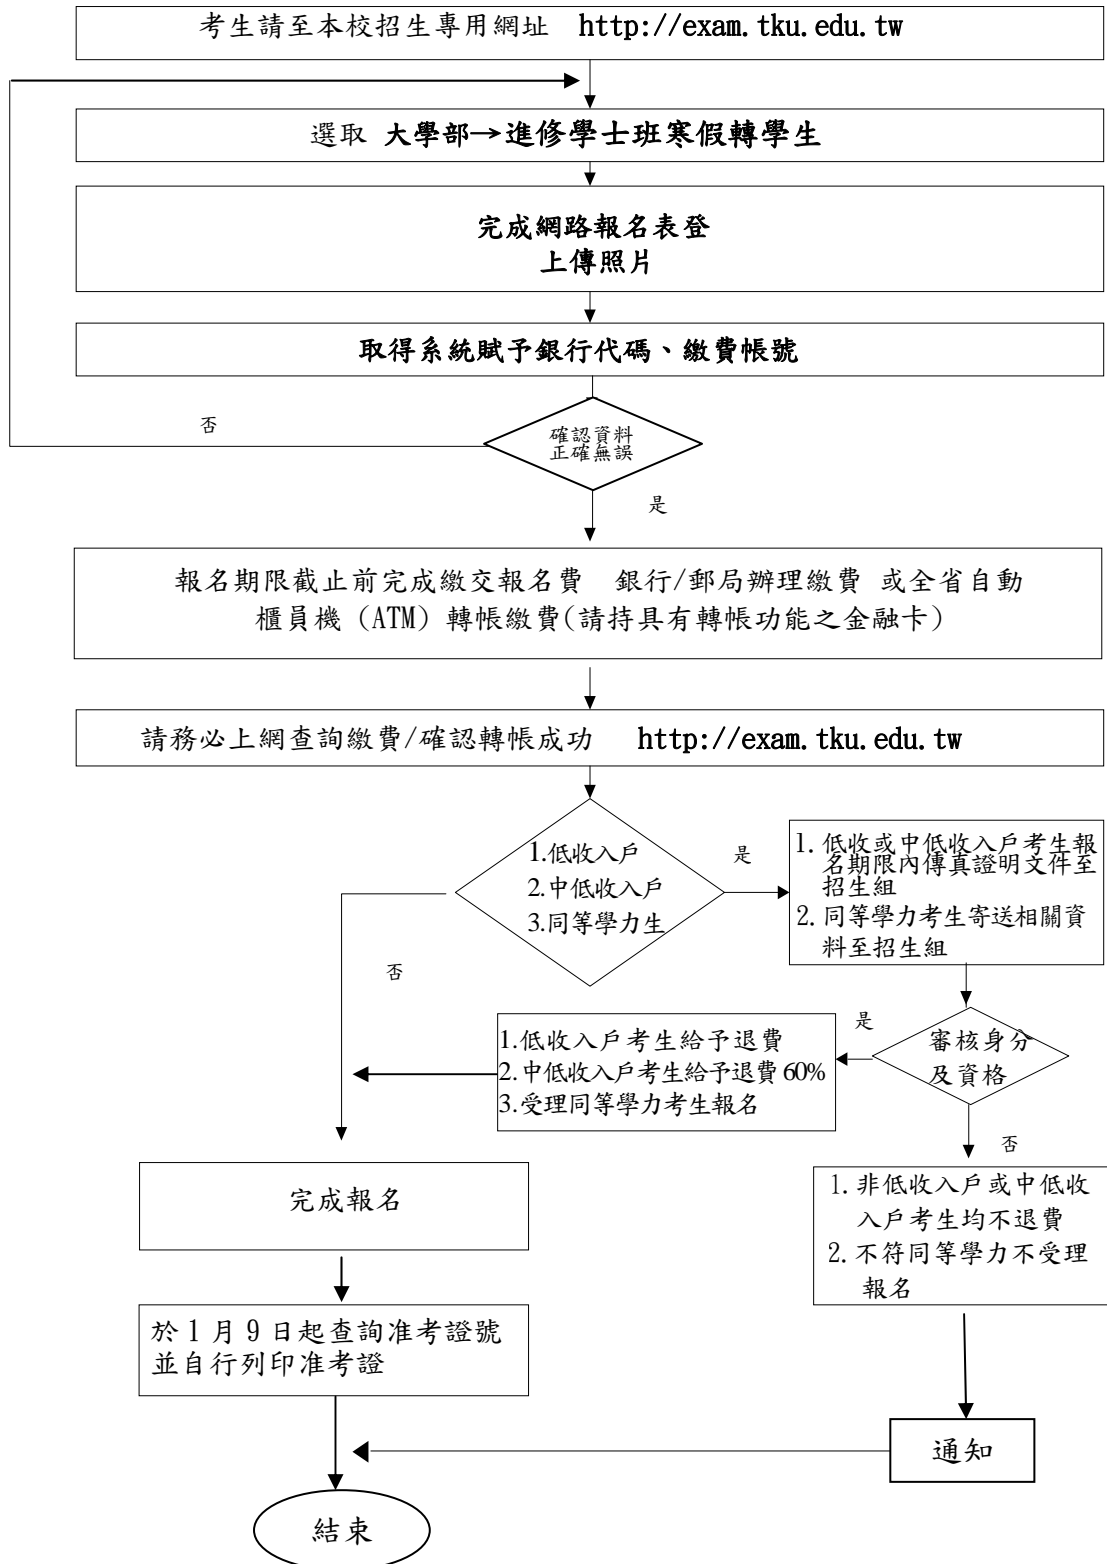 考生請至本校招生專用網址 http://exam.tku.edu.tw
選取 大學部→進修學士班寒假轉學生
完成網路報名表登
上傳照片
取得系統賦予銀行代碼、繳費帳號
否
確認資料
正確無誤
是
報名期限截止前完成繳交報名費 銀行/郵局辦理繳費 或全省自動
櫃員機 (ATM) 轉帳繳費(請持具有轉帳功能之金融卡)
請務必上網查詢繳費/確認轉帳成功 http://exam.tku.edu.tw
1.低收入戶
2.中低收入戶
3.同等學力生
是
1. 低收或中低收入戶考生報
名期限內傳真證明文件至
招生組
2. 同等學力考生寄送相關資
料至招生組
否
是
審核身分
及資格
1.低收入戶考生給予退費
2.中低收入戶考生給予退費60%
3.受理同等學力考生報名
否
完成報名
1. 非低收入戶或中低收
入戶考生均不退費
2. 不符同等學力不受理
報名
於1月9日起查詢准考證號
並自行列印准考證
通知
結束